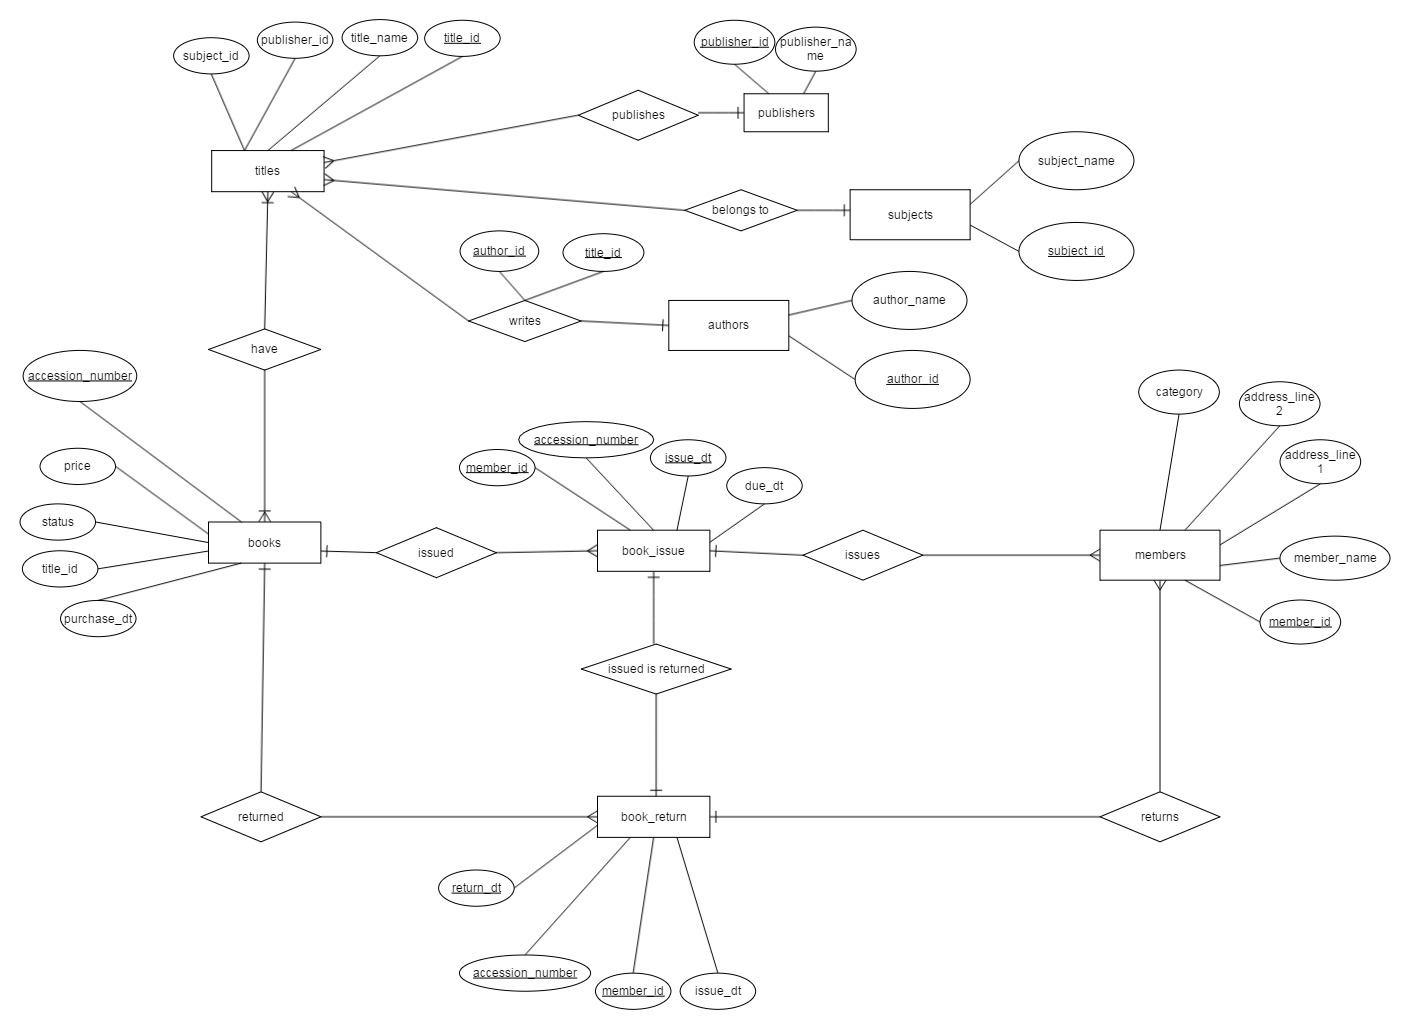 subject_id
publisher_id
title_name
title_id
publisher_id
publisher_na
me
publishes
publishers
titles
subject_name
belongs to
subjects
subject_id
author_id
title_id
author_name
writes
authors
author_id
have
accession_number
category
address_line
2
accession_number
issue_dt
member_id
due_dt
address_line
1
price
status
books
title_id
purchase_dt
issued
book_issue
issues
members
member_name
member_id
issued is returned
returned
book_return
returns
return_dt
accession_number
member_id
issue_dt